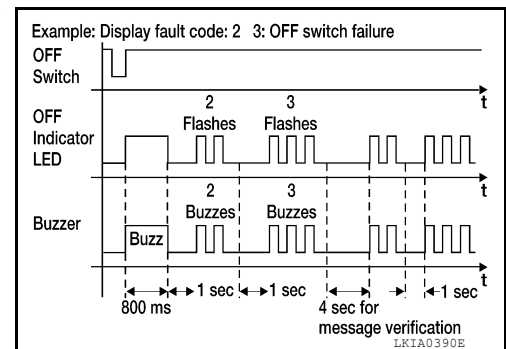 Example: Display fault code: 2 3: OFF switch failure
OFF
Switch
t
OFF
Indicator
LED
2
Flashes
3
Flashes
t
Buzzer
2
Buzzes
3
Buzzes
Buzz
t
800 ms
1 sec
1 sec
4 sec for
message verification
1 sec
LKIA0390E